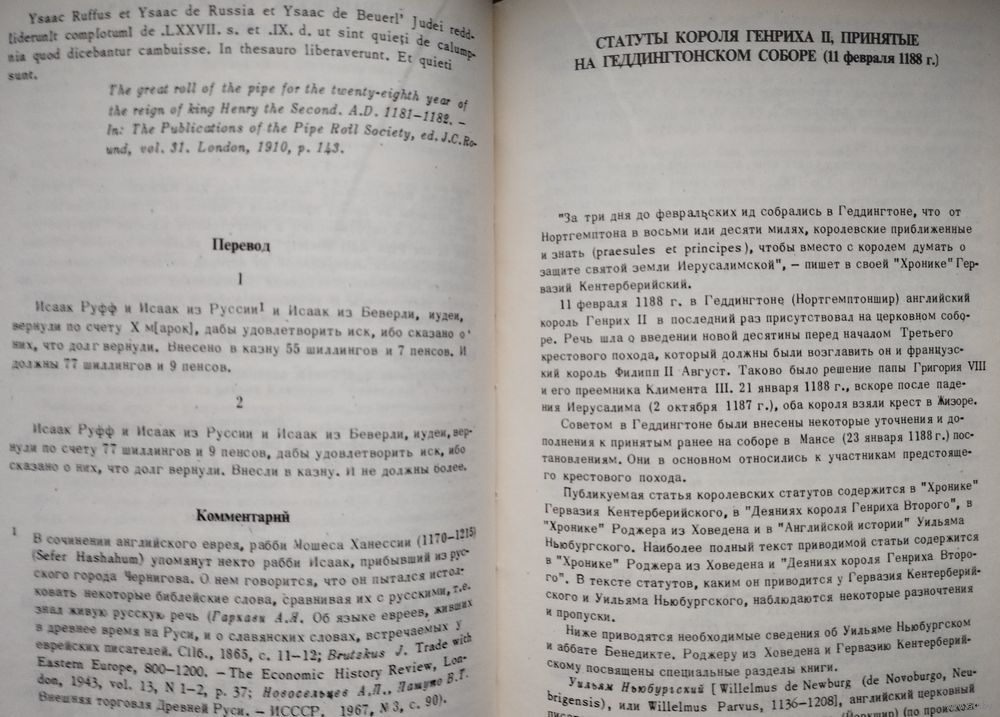 Ysaac Ruffus et Ysaac de Russia et Ysaac de Beuerl' Judei redd-
liderunt complotuml de .LXXVII. s. et .IX. d. ut sint quieti de calump-
nia quod dicebantur cambuisse. In thesauro liberaverunt. Et quieti
sunt.
The great roll of the pipe for the twenty-eighth year of
the reign of king Henry the Second. A.D. 1181–1182. –
In: The Publications of the Pipe Roll Society, ed. J.C.Ro-
und, vol. 31. London, 1910, p. 143.
Перевод
1
Исаак Руфф и Исаак из Руссии1 и Исаак из Беверли, иудеи,
вернули по счету X м[арок], дабы удовлетворить иск, ибо сказано о
них, что долг вернули. Внесено в казну 55 шиллингов и 7 пенсов. И
должны 77 шиллингов и 9 пенсов.
2
Исаак Руфф и Исаак из Руссии и Исаак из Беверли, иудеи, вер-
нули по счету 77 шиллингов и 9 пенсов, дабы удовлетворить иск, ибо
сказано о них, что долг вернули. Внесли в казну. И не должны более.
Комментарий
1 В сочинении английского еврея, рабби Мошеса Ханессии (1170–1215)
(Sefer Hashahum) упомянут некто рабби Исаак, прибывший из рус-
ского города Чернигова. О нем говорится, что он пытался истол-
ковать некоторые библейские слова, сравнивая их с русскими, т.е.
знал живую русскую речь (Гаркави А.Я. Об языке евреев, живших
в древнее время на Руси, и о славянских словах, встречаемых у
еврейских писателей. СПб., 1865, с. 11–12; Brutzkus J. Trade with
Eastern Europe, 800–1200. – The Economic History Review, Lon-
don, 1943, vol. 13, N 1–2, p. 37; Новосельцев А.П., Пашуто В.Т.
Внешняя торговля Древней Руси. – ИСССР, 1967, № 3, с. 90).
СТАТУТЫ КОРОЛЯ ГЕНРИХА II, ПРИНЯТЫЕ
НА ГЕДДИНГТОНСКОМ СОБОРЕ (11 февраля 1188 г.)
"За три дня до февральских ид собрались в Геддингтоне, что от
Нортгемптона в восьми или десяти милях, королевские приближенные
и знать (praesules et principes), чтобы вместе с королем думать о
защите святой земли Иерусалимской", – пишет в своей "Хронике" Гер-
вазий Кентерберийский.
11 февраля 1188 г. в Геддингтоне (Нортгемптоншир) английский
король Генрих II в последний раз присутствовал на церковном собо-
ре. Речь шла о введении новой десятины перед началом Третьего
крестового похода, который должны были возглавить он и француз-
ский король Филипп II Август. Таково было решение папы Григория VIII
и его преемника Климента III. 21 января 1188 г., вскоре после паде-
ния Иерусалима (2 октября 1187 г.), оба короля взяли крест в Жизоре.
Советом в Геддингтоне были внесены некоторые уточнения и до-
полнения к принятым ранее на соборе в Мансе (23 января 1188 г.) пос-
тановлениям. Они в основном относились к участникам предстояще-
го крестового похода.
Публикуемая статья королевских статутов содержится в "Хронике"
Гервазия Кентерберийского, в "Деяниях короля Генриха Второго", в
"Хронике" Роджера из Ховедена и в "Английской истории" Уильяма
Ньюбургского. Наиболее полный текст приводимой статьи содержится
в "Хронике" Роджера из Ховедена и "Деяниях короля Генриха Второ-
го". В тексте статутов, каким он приводится у Гервазия Кентерберий-
ского и Уильяма Ньюбургского, наблюдаются некоторые разночтения
и пропуски.
Ниже приводятся необходимые сведения об Уильяме Ньюбургском
и аббате Бенедикте. Роджеру из Ховедена и Гервазию Кентерберий-
скому посвящены специальные разделы книги.
Уильям Ньюбургский [Willelmus de Newburg (de Novoburgo, Neu-
brigensis), или Willelmus Parvus, 1136–1208], английский церковный